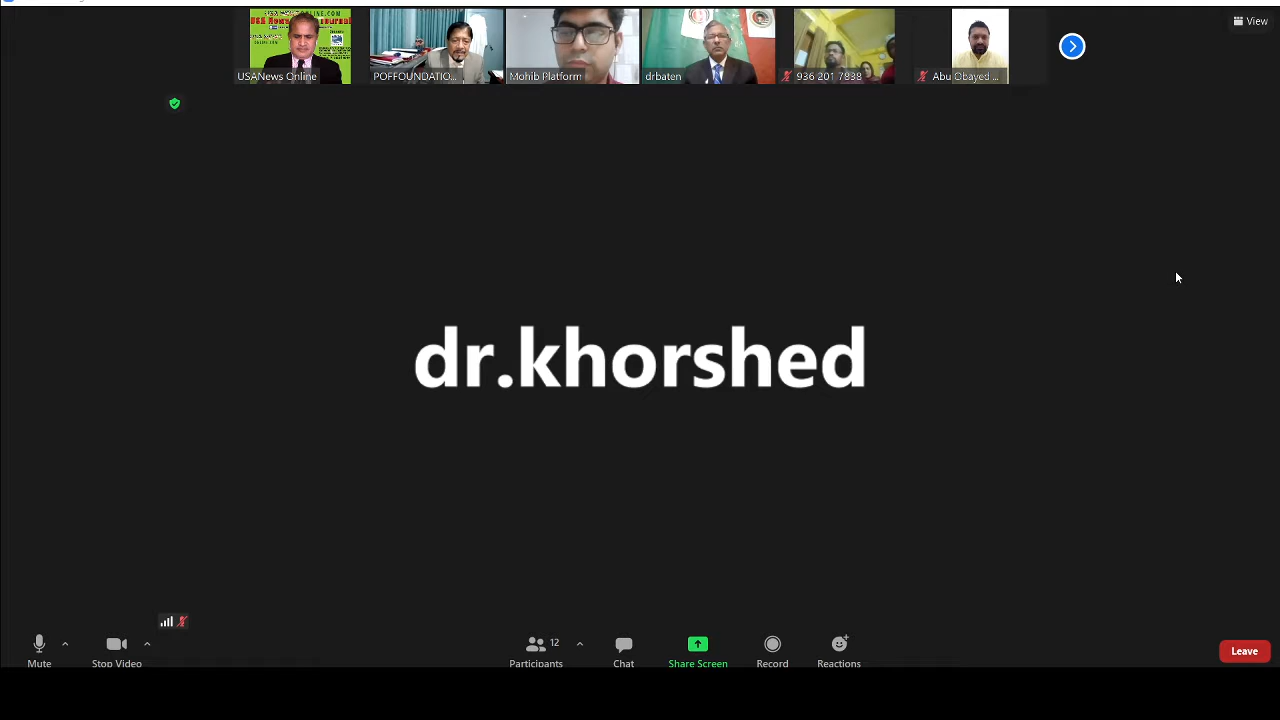 View
USANews Online
POFFOUNDATIO...
Mohib Platform
drbaten
936 201 7838
Abu Obayed ...
dr.khorshed
Mute
Stop Video
12
Participants
Chat
Share Screen
Record
Reactions
Leave